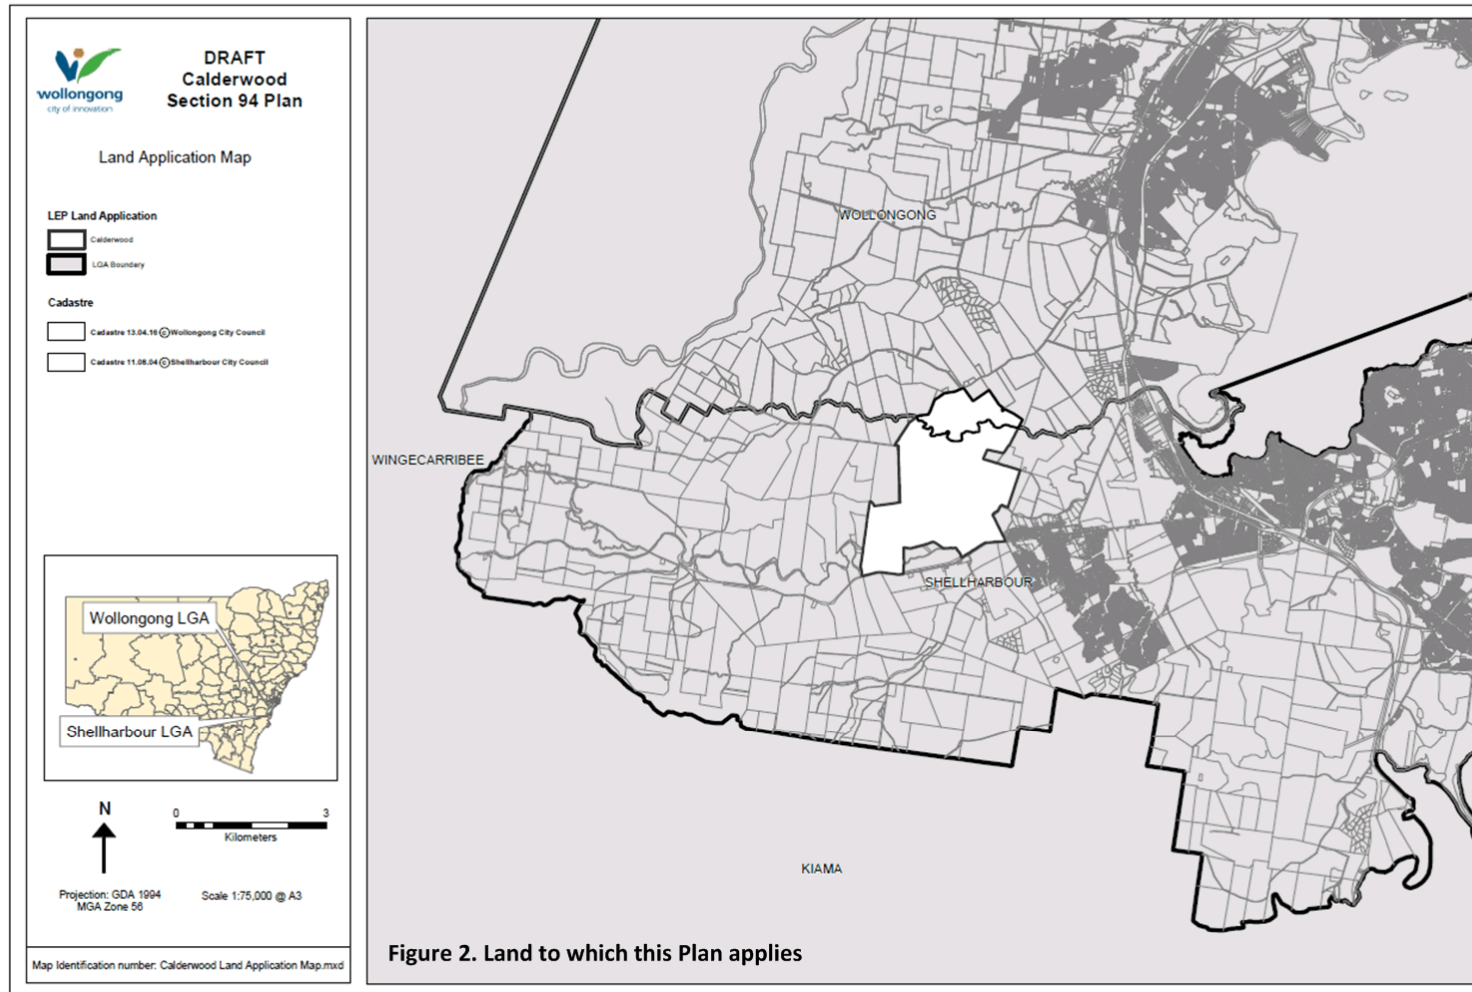 wollongong
city of innovation
DRAFT
Calderwood
Section 94 Plan
Land Application Map
LEP Land Application
Calderwood
LGA Boundary
Cadastre
Cadastre 13.04.16 © Wollongong City Council
Cadastre 11.08.04 © Shellharbour City Council
Wollongong LGA
Shellharbour LGA
N
0 3
Kilometers
Projection: GDA 1994
MGA Zone 56
Scale 1:75,000 @ A3
Map Identification number: Calderwood Land Application Map.mxd
WOLLONGONG
WINGECARRIBEE
SHELLHARBOUR
KIAMA
Figure 2. Land to which this Plan applies